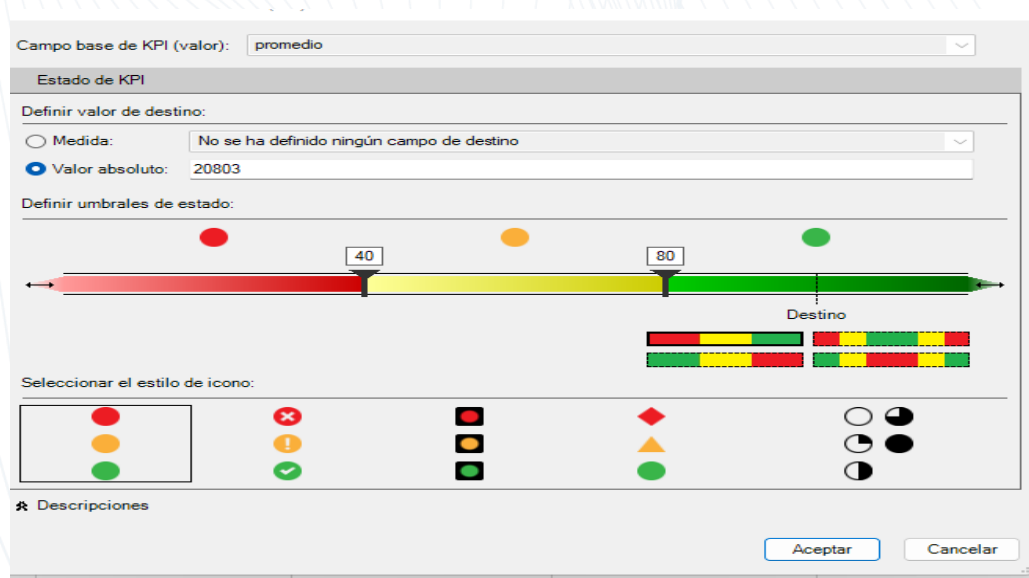 Campo base de KPI (valor): promedio
Estado de KPI
Definir valor de destino:
Medida: No se ha definido ningún campo de destino
Valor absoluto: 20803
Definir umbrales de estado:
40 80
Destino
Seleccionar el estilo de icono:
Descripciones
Aceptar Cancelar